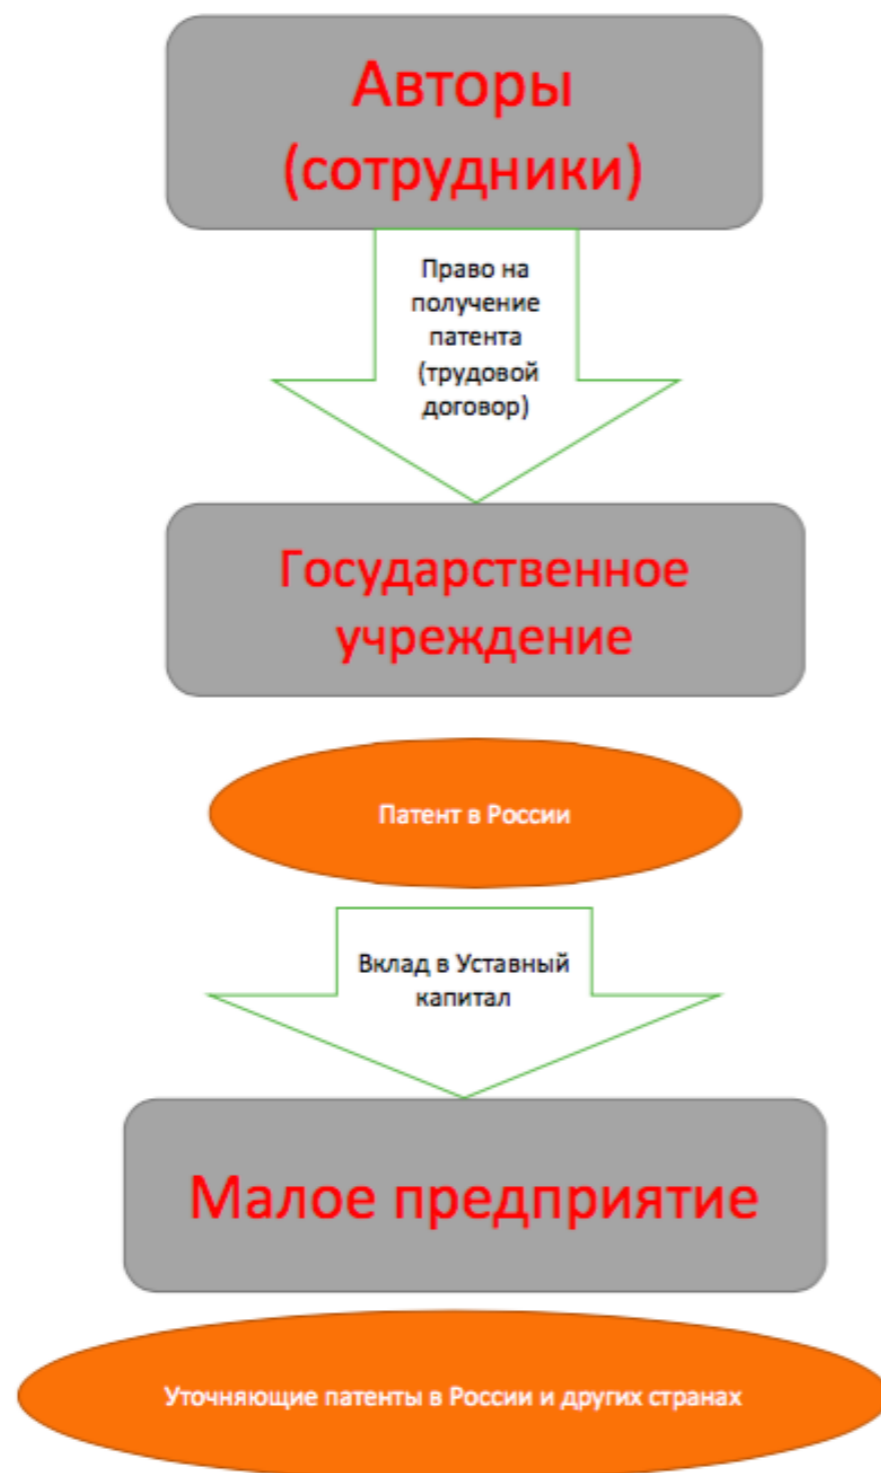 Авторы
(сотрудники)
Право на
получение
патента
(трудовой
договор)
Государственное
учреждение
Патент в России
Вклад в Уставный
капитал
Малое предприятие
Уточняющие патенты в России и других странах